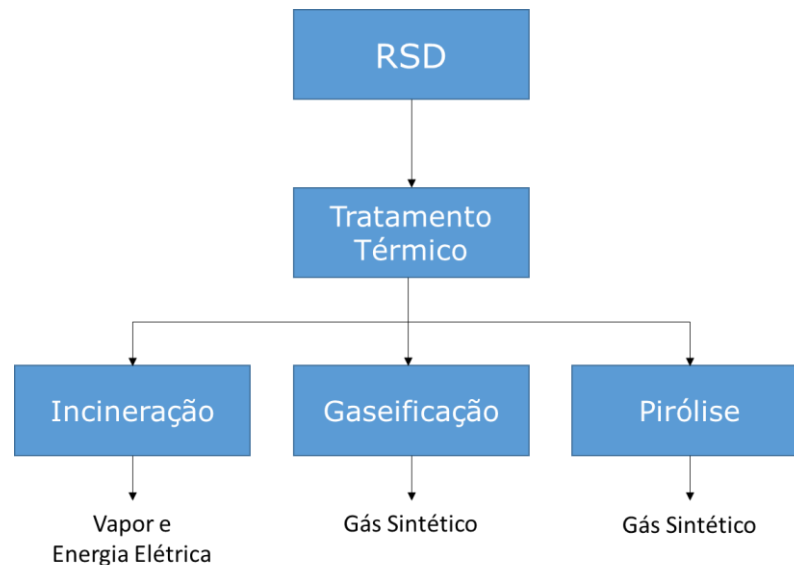 RSD
Tratamento
Térmico
Incineração
Gaseificação
Pirólise
Vapor e
Energia Elétrica
Gás Sintético
Gás Sintético